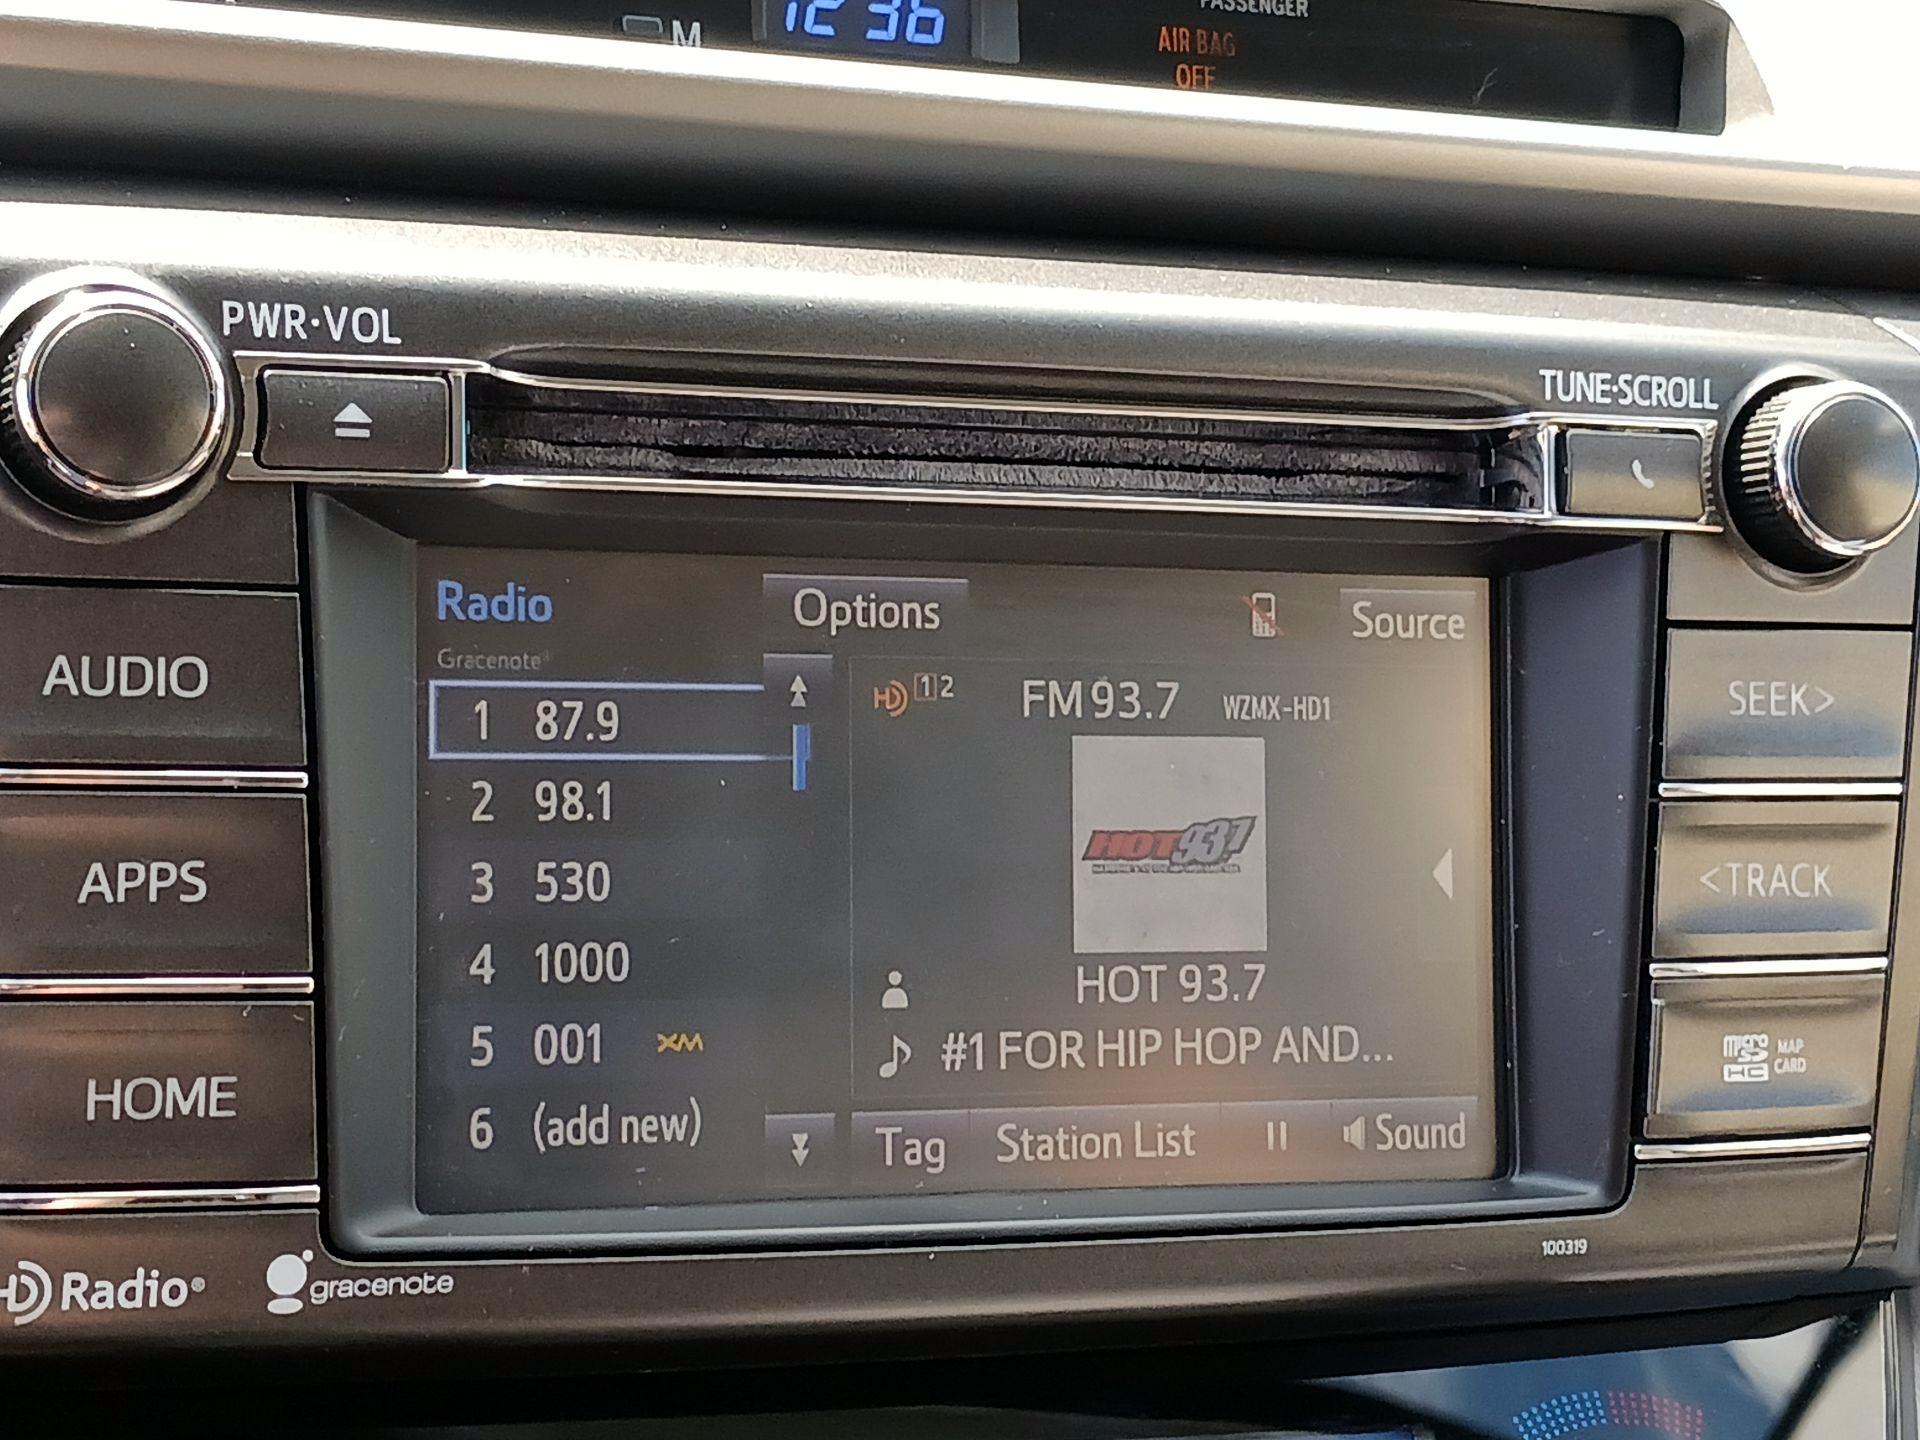 M
12 36
PASSENGER
AIR BAG
OFF
PWR·VOL
TUNE·SCROLL
AUDIO
APPS
HOME
Radio
Options
Source
Gracenote®
1 87.9
2 98.1
3 530
4 1000
5 001 XM
6 (add new)
HD 1 2
FM 93.7 WZMX-HD1
HOT 93.7
HOT 93.7
#1 FOR HIP HOP AND...
Tag
Station List
Sound
SEEK>
<TRACK
micro SD HC
MAP
CARD
100319
HD Radio®
gracenote